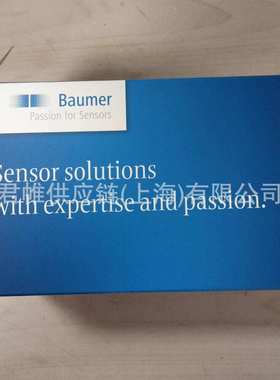 Baumer
Passion for Sensors
Sensor solutions
君帷供应链(上海)有限公司
with expertise and passion.